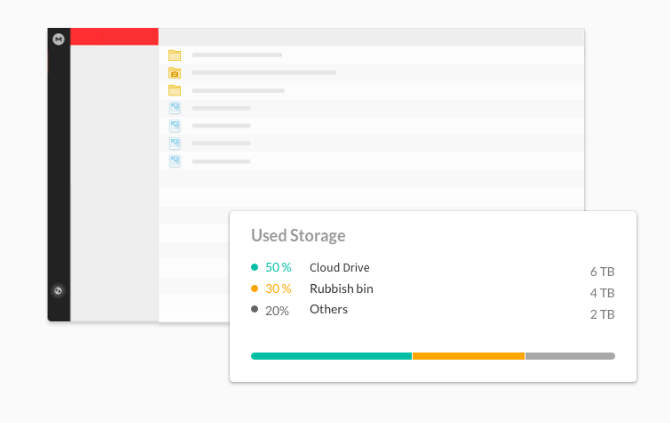 Used Storage
50 % Cloud Drive 6 TB
30 % Rubbish bin 4 TB
20% Others 2 TB